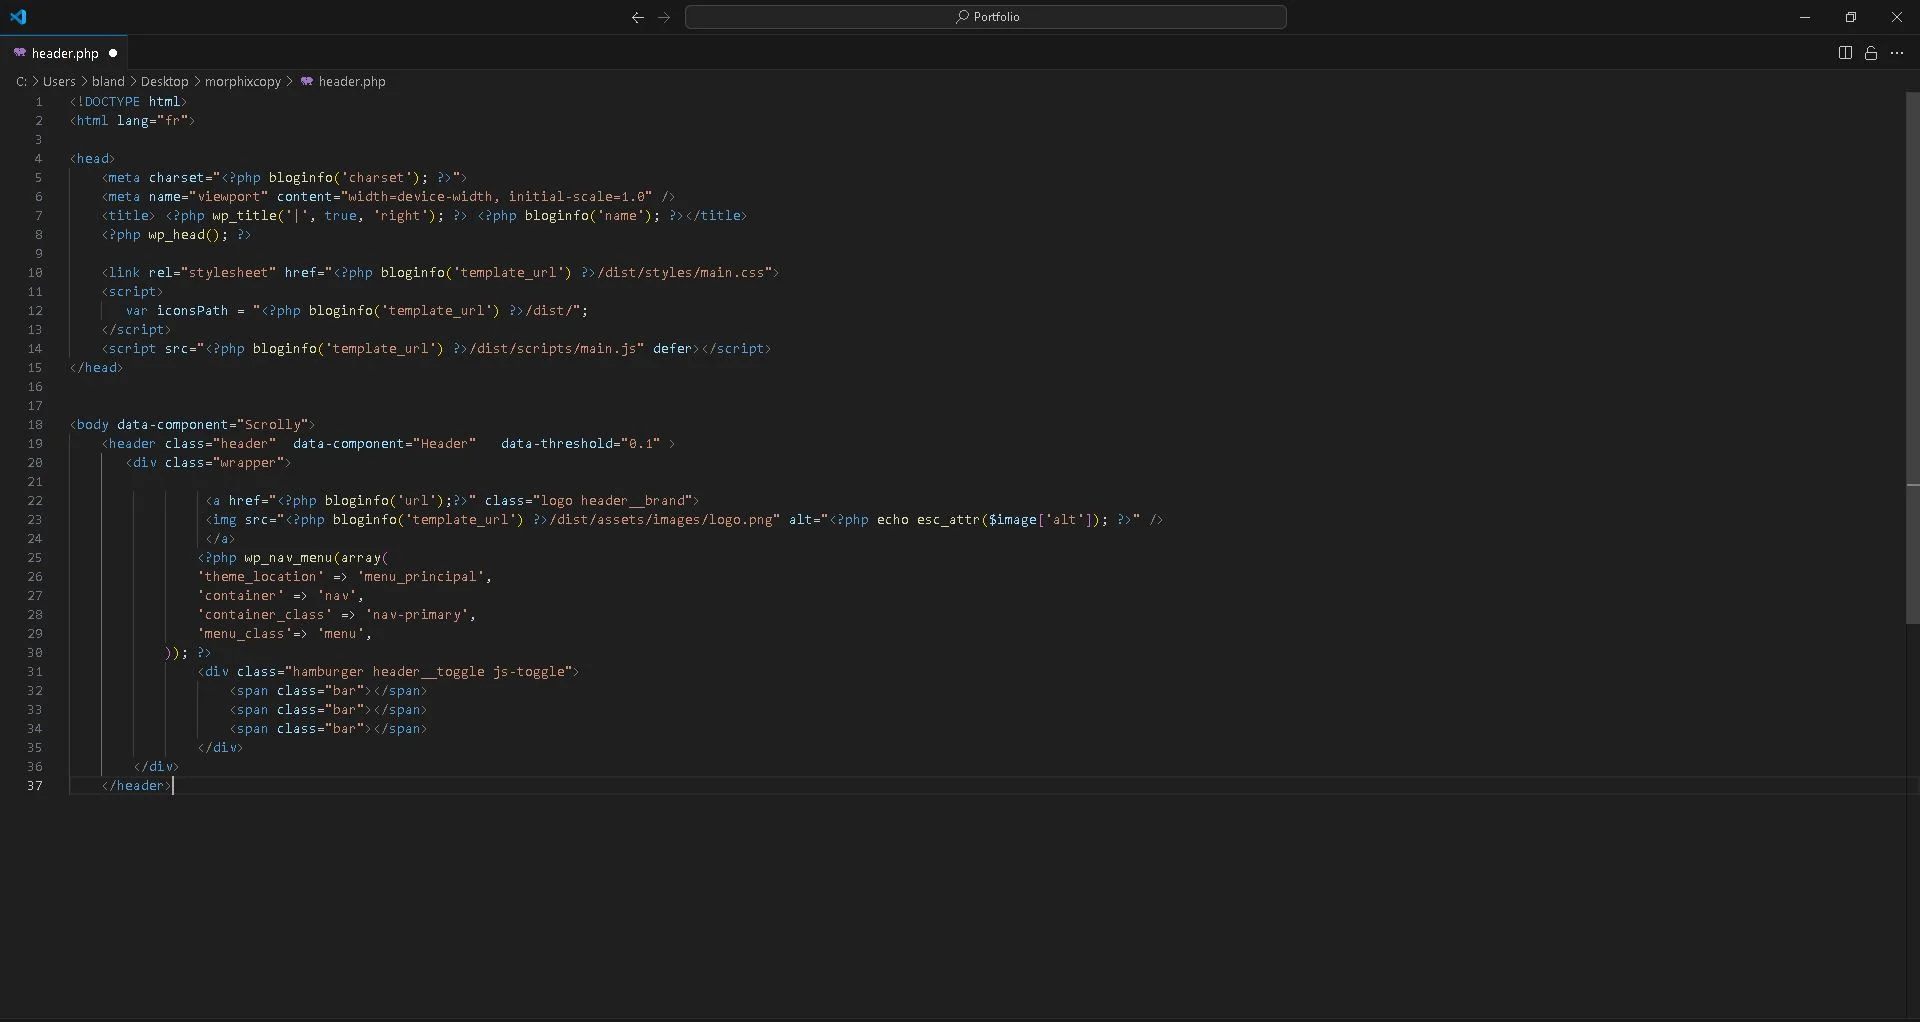 Portfolio
header.php
C: > Users > bland > Desktop > morphixcopy > header.php
1 <!DOCTYPE html>
2 <html lang="fr">
3
4 <head>
5 <meta charset="<?php bloginfo('charset'); ?>">
6 <meta name="viewport" content="width=device-width, initial-scale=1.0" />
7 <title> <?php wp_title('|', true, 'right'); ?> <?php bloginfo('name'); ?></title>
8 <?php wp_head(); ?>
9
10 <link rel="stylesheet" href="<?php bloginfo('template_url') ?>/dist/styles/main.css">
11 <script>
12 var iconsPath = "<?php bloginfo('template_url') ?>/dist/";
13 </script>
14 <script src="<?php bloginfo('template_url') ?>/dist/scripts/main.js" defer></script>
15 </head>
16
17
18 <body data-component="Scrolly">
19 <header class="header"  data-component="Header"   data-threshold="0.1" >
20 <div class="wrapper">
21
22 <a href="<?php bloginfo('url');?>" class="logo header__brand">
23 <img src="<?php bloginfo('template_url') ?>/dist/assets/images/logo.png" alt="<?php echo esc_attr($image['alt']); ?>" />
24 </a>
25 <?php wp_nav_menu(array(
26 'theme_location' => 'menu_principal',
27 'container' => 'nav',
28 'container_class' => 'nav-primary',
29 'menu_class'=> 'menu',
30 )); ?>
31 <div class="hamburger header__toggle js-toggle">
32 <span class="bar"></span>
33 <span class="bar"></span>
34 <span class="bar"></span>
35 </div>
36 </div>
37 </header>